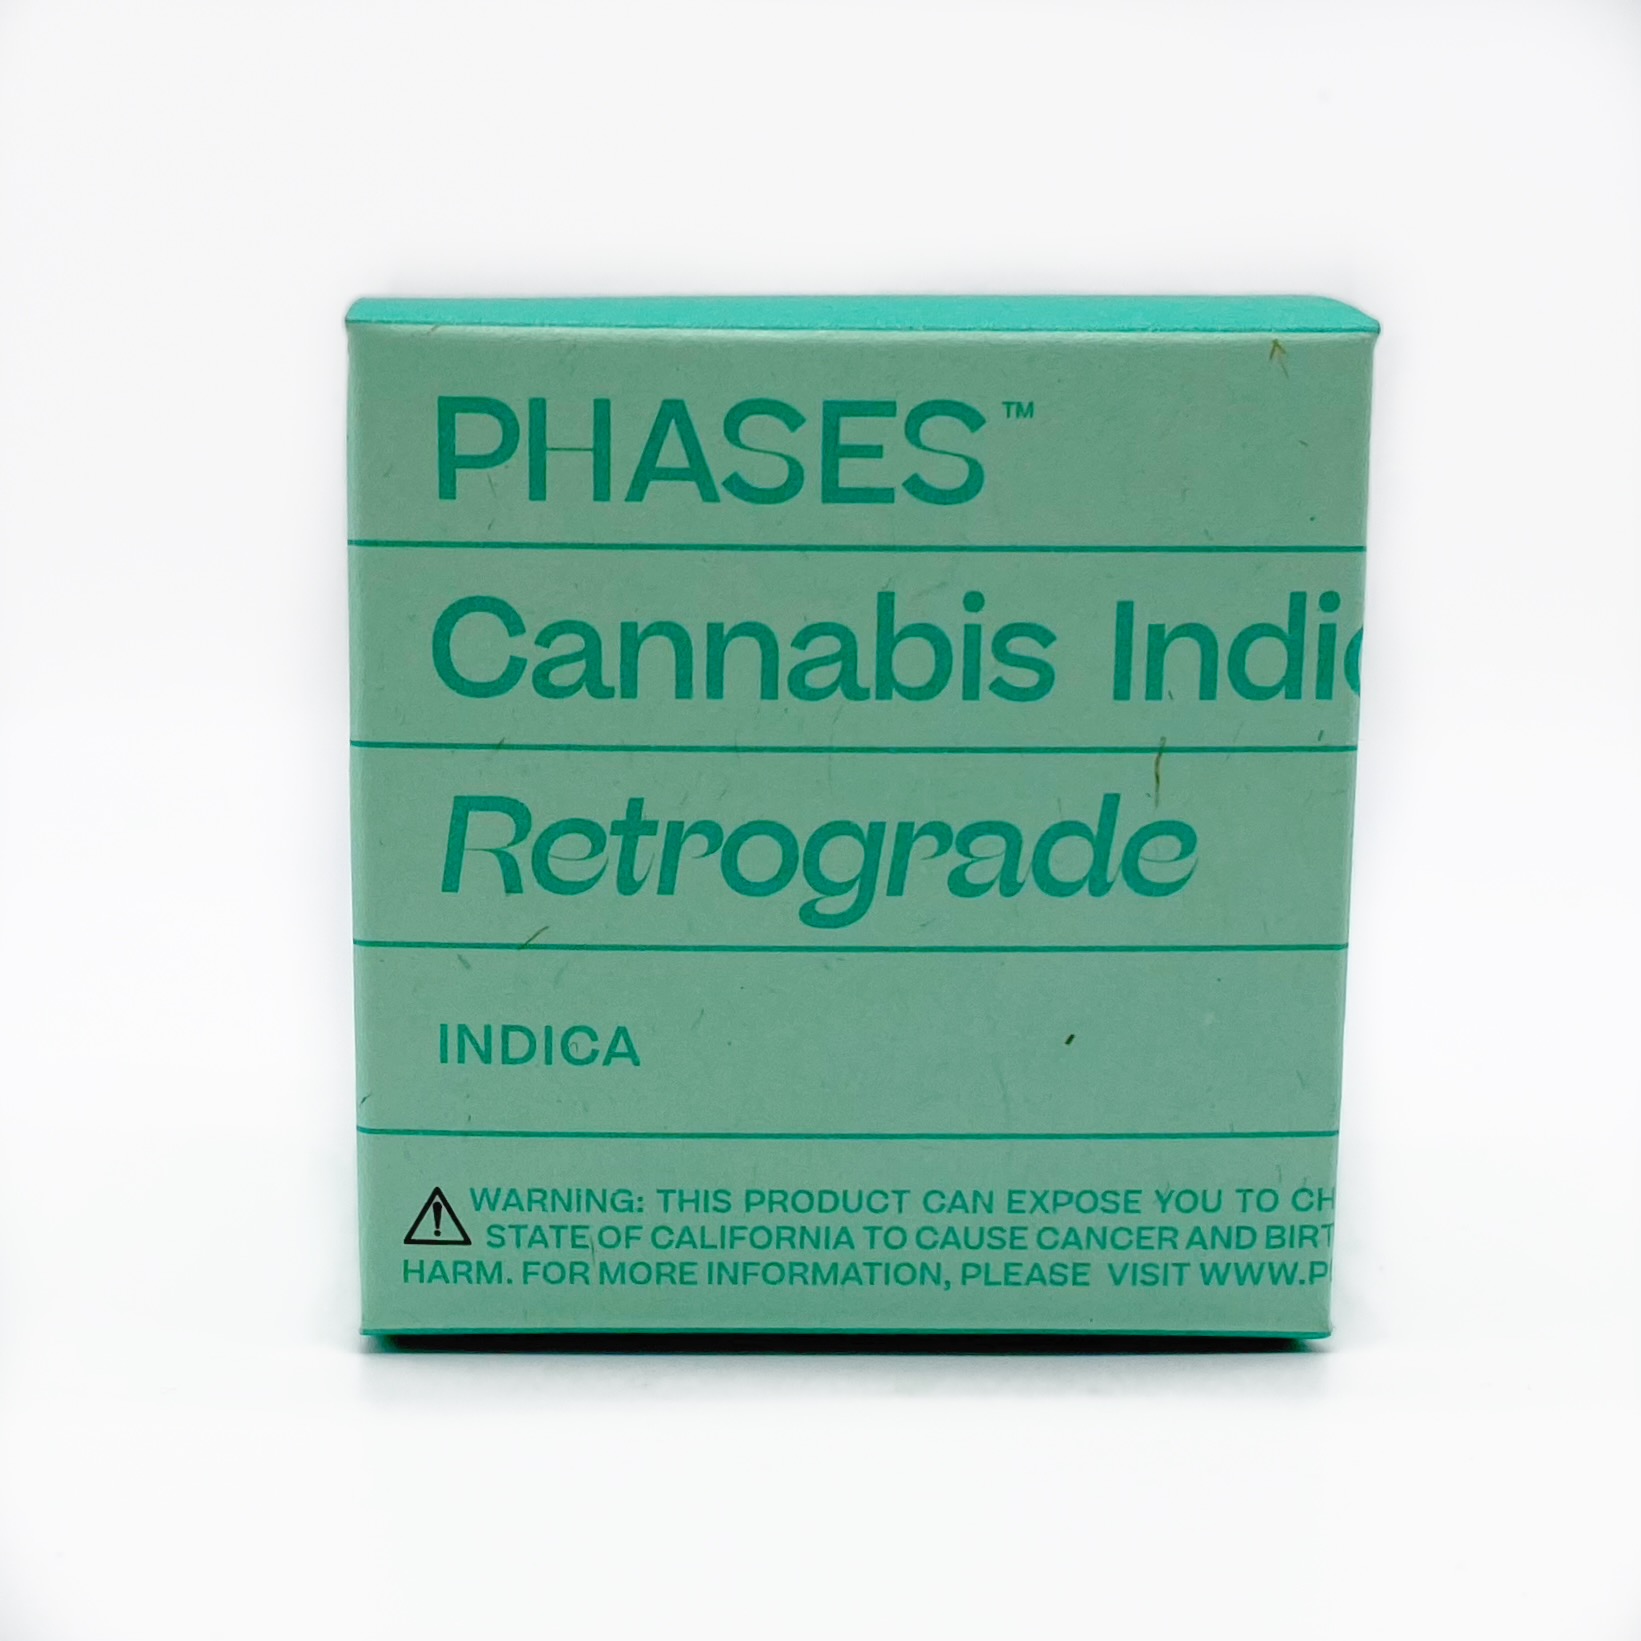 PHASES™
Cannabis Indic
Retrograde
INDICA
WARNING: THIS PRODUCT CAN EXPOSE YOU TO CH
STATE OF CALIFORNIA TO CAUSE CANCER AND BIRT
HARM. FOR MORE INFORMATION, PLEASE VISIT WWW.P